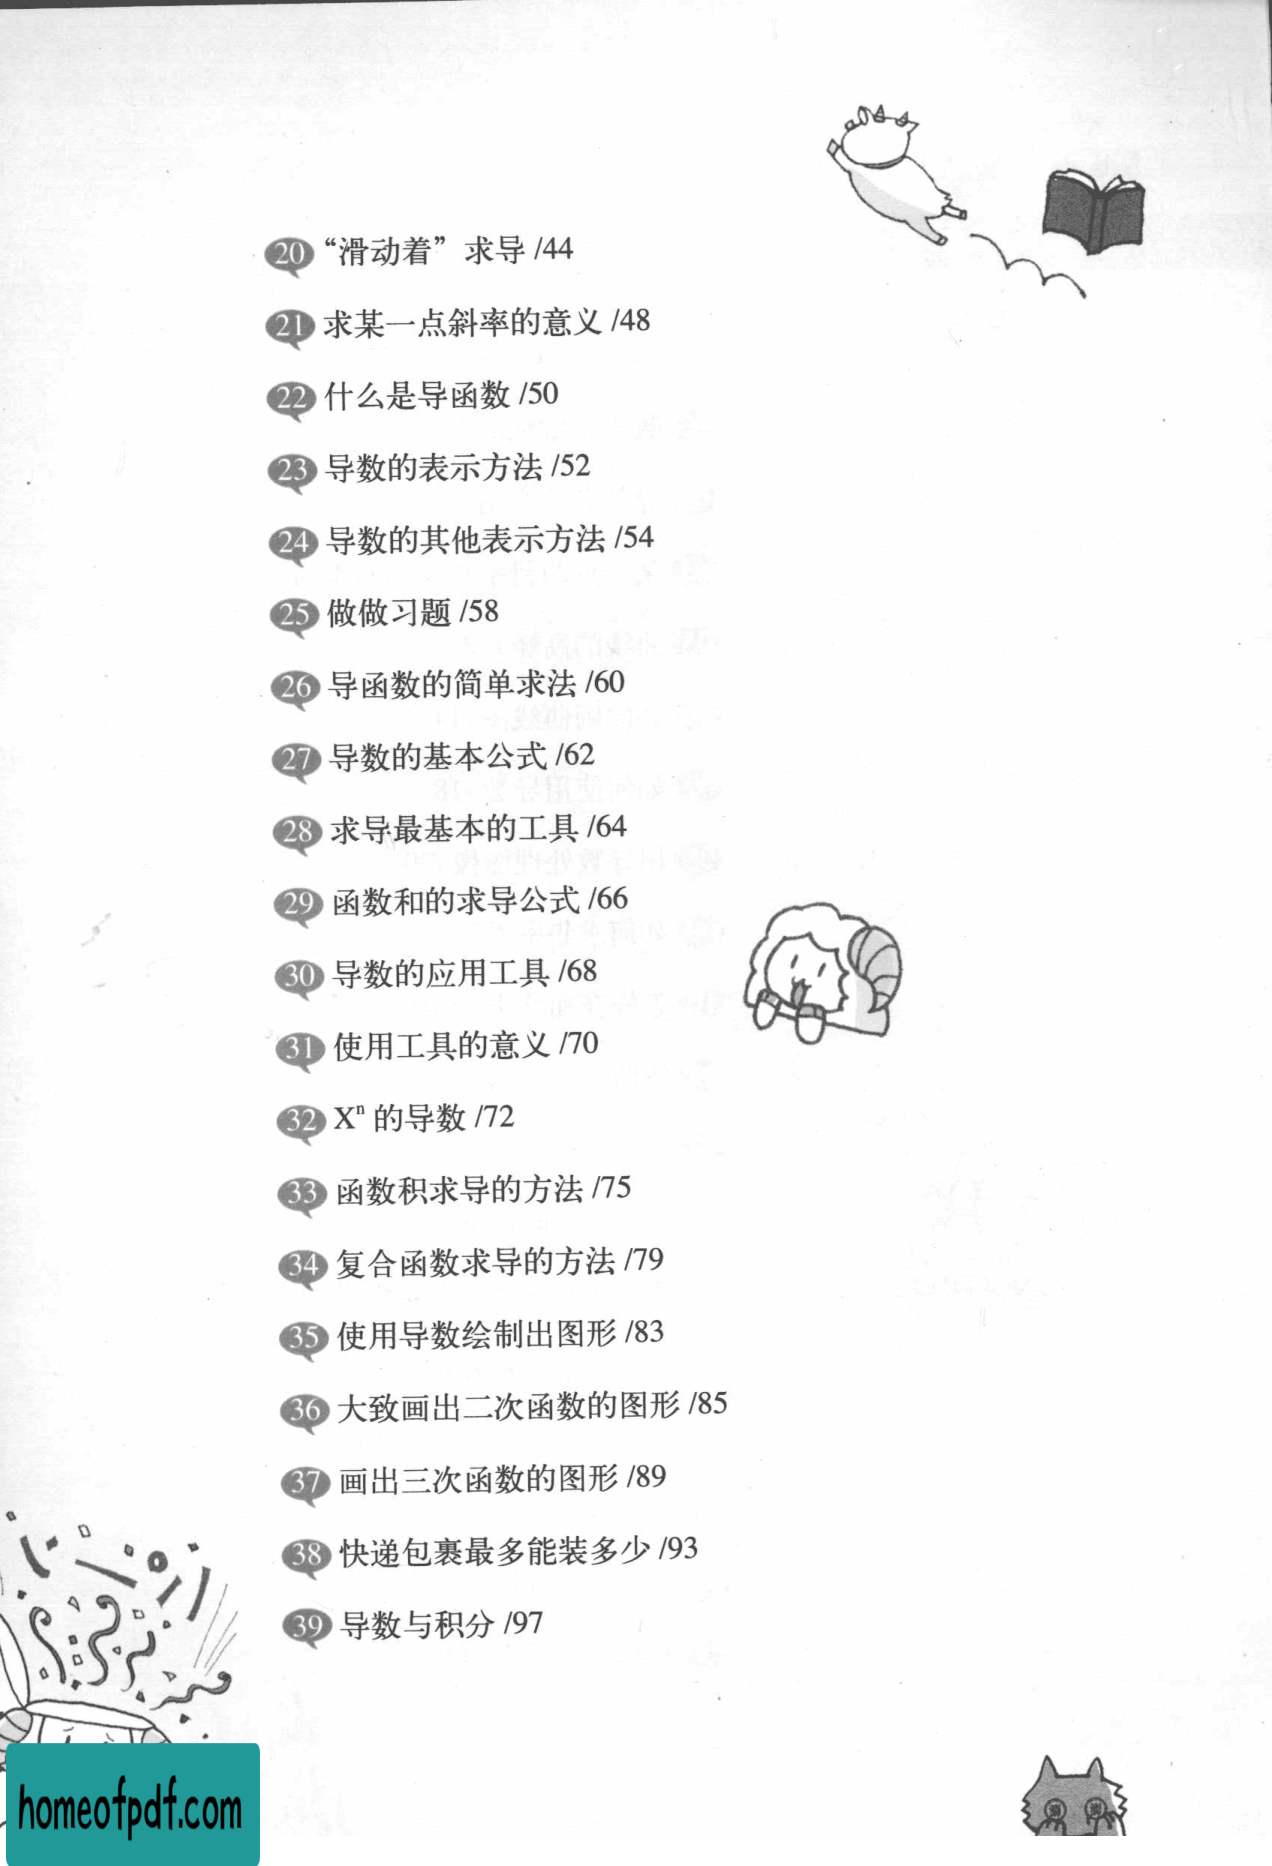 20 “滑动着”求导 /44
21 求某一点斜率的意义 /48
22 什么是导函数 /50
23 导数的表示方法 /52
24 导数的其他表示方法 /54
25 做做习题 /58
26 导函数的简单求法 /60
27 导数的基本公式 /62
28 求导最基本的工具 /64
29 函数和的求导公式 /66
30 导数的应用工具 /68
31 使用工具的意义 /70
32 Xⁿ 的导数 /72
33 函数积求导的方法 /75
34 复合函数求导的方法 /79
35 使用导数绘制出图形 /83
36 大致画出二次函数的图形 /85
37 画出三次函数的图形 /89
38 快递包裹最多能装多少 /93
39 导数与积分 /97
homeofpdf.com